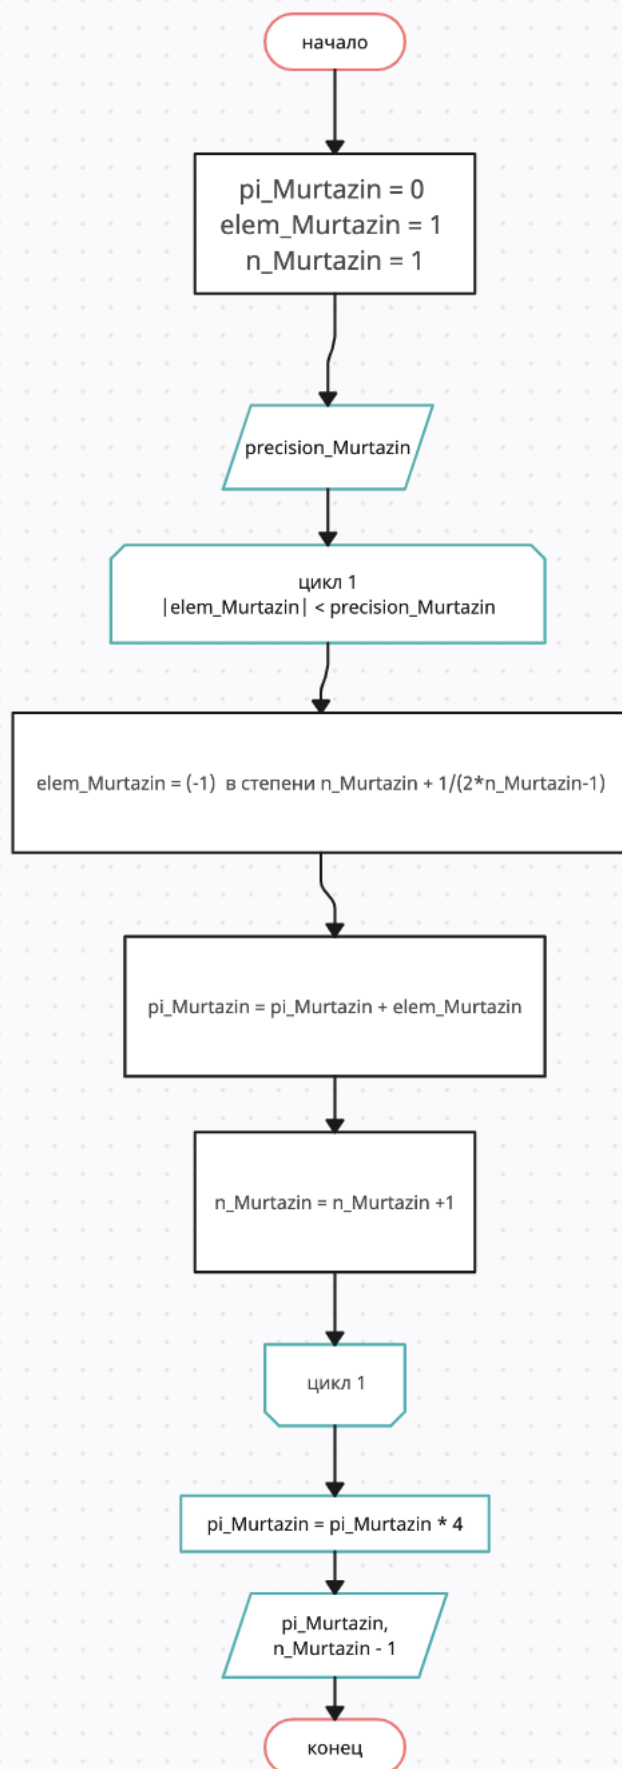 начало
pi_Murtazin = 0
elem_Murtazin = 1
n_Murtazin = 1
precision_Murtazin
цикл 1
|elem_Murtazin| < precision_Murtazin
elem_Murtazin = (-1)  в степени n_Murtazin + 1/(2*n_Murtazin-1)
pi_Murtazin = pi_Murtazin + elem_Murtazin
n_Murtazin = n_Murtazin +1
цикл 1
pi_Murtazin = pi_Murtazin * 4
pi_Murtazin,
n_Murtazin - 1
конец